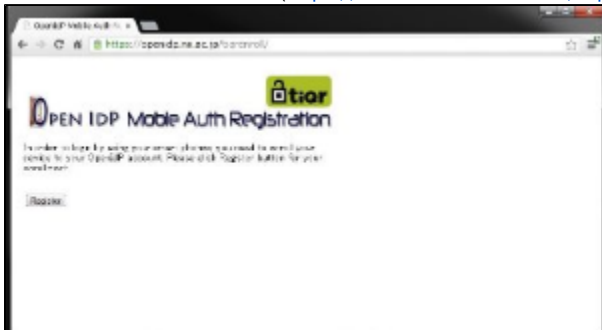 OpenIdP Mobile Auth
https://openidp.nii.ac.jp
tiqr
OPEN IDP Mobile Auth Registration
In order to login by using your smart phones, you need to enroll your
device to your OpenIdP account. Please click Register button for your
enrollment.
Register